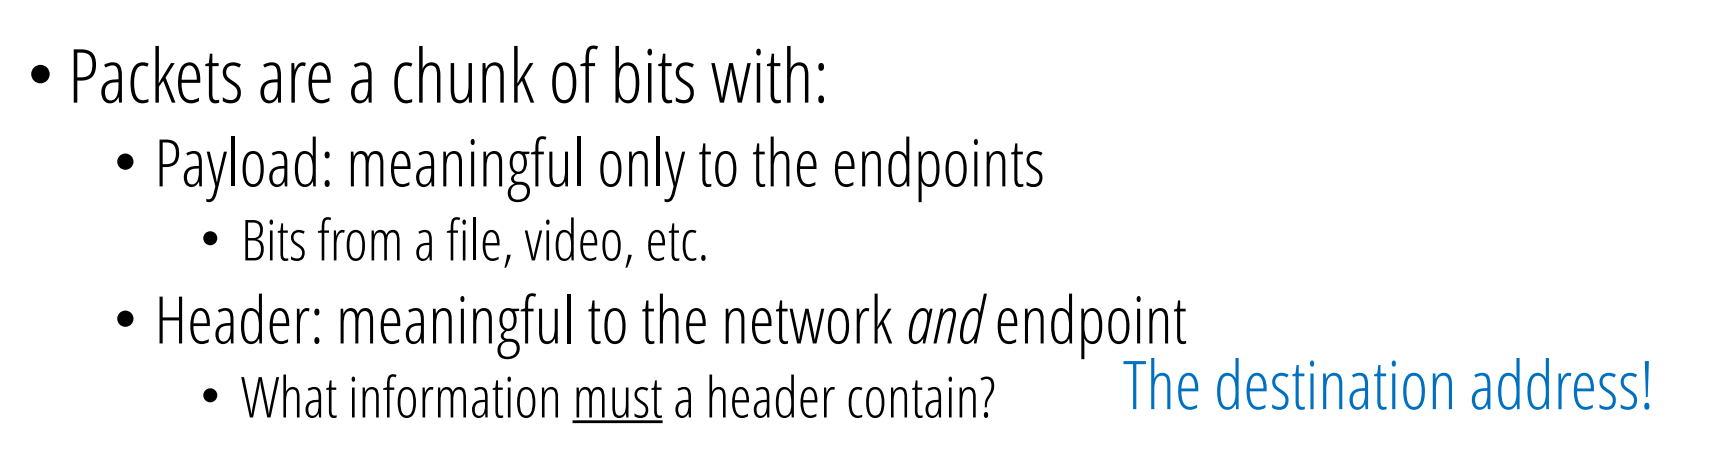 • Packets are a chunk of bits with:
• Payload: meaningful only to the endpoints
• Bits from a file, video, etc.
• Header: meaningful to the network and endpoint
• What information must a header contain?
The destination address!